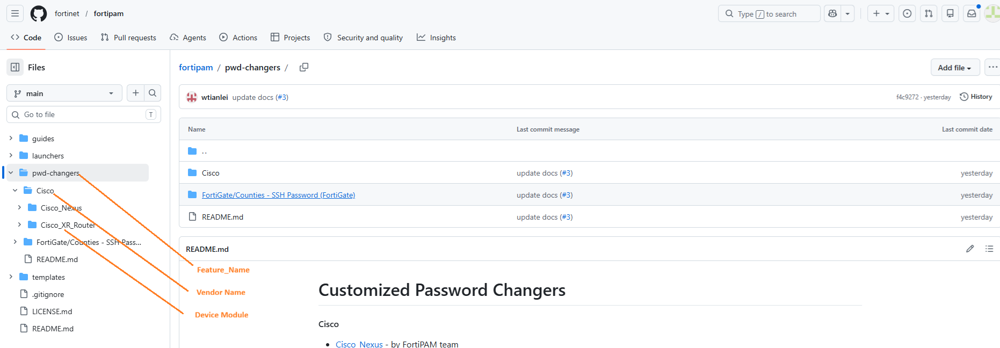 fortinet / fortipam
Type / to search
Code Issues Pull requests Agents Actions Projects Security and quality Insights
Files
main
Go to file T
guides
launchers
pwd-changers
Cisco
Cisco_Nexus
Cisco_XR_Router
FortiGate/Counties - SSH Pass...
README.md
templates
.gitignore
LICENSE.md
README.md
fortipam / pwd-changers /
Add file
wtianlei update docs (#3)
f4c9272 · yesterday History
Name Last commit message Last commit date
..
Cisco update docs (#3) yesterday
FortiGate/Counties - SSH Password (FortiGate) update docs (#3) yesterday
README.md update docs (#3) yesterday
README.md
Feature_Name
Vendor Name
Device Module
Customized Password Changers
Cisco
• Cisco_Nexus - by FortiPAM team